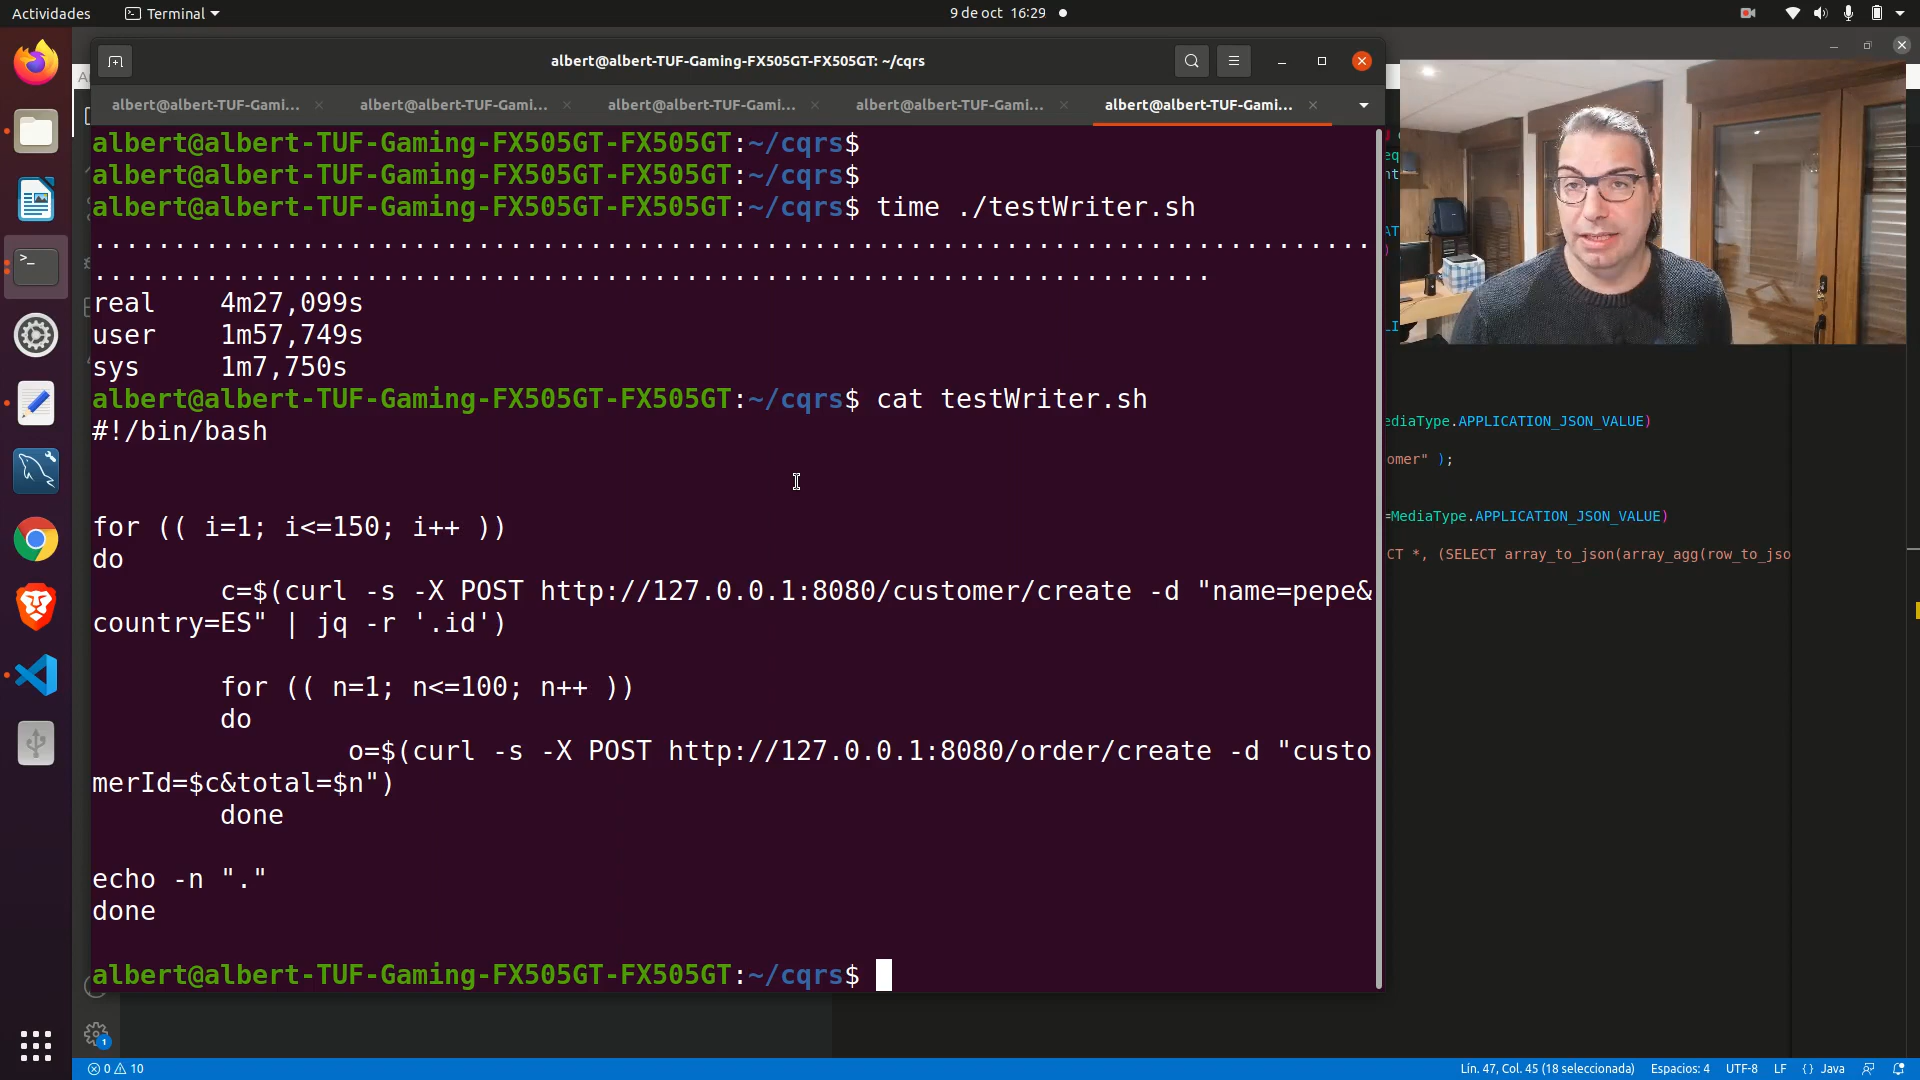 Actividades
Terminal
9 de oct 16:29
albert@albert-TUF-Gaming-FX505GT-FX505GT: ~/cqrs
albert@albert-TUF-Gami...
albert@albert-TUF-Gami...
albert@albert-TUF-Gami...
albert@albert-TUF-Gami...
albert@albert-TUF-Gami...
albert@albert-TUF-Gaming-FX505GT-FX505GT:~/cqrs$
albert@albert-TUF-Gaming-FX505GT-FX505GT:~/cqrs$
albert@albert-TUF-Gaming-FX505GT-FX505GT:~/cqrs$ time ./testWriter.sh
................................................................................
......................................................................
real 4m27,099s
user 1m57,749s
sys 1m7,750s
albert@albert-TUF-Gaming-FX505GT-FX505GT:~/cqrs$ cat testWriter.sh
#!/bin/bash
for (( i=1; i<=150; i++ ))
do
c=$(curl -s -X POST http://127.0.0.1:8080/customer/create -d "name=pepe&
country=ES" | jq -r '.id')
for (( n=1; n<=100; n++ ))
do
o=$(curl -s -X POST http://127.0.0.1:8080/order/create -d "custo
merId=$c&total=$n")
done
echo -n "."
done
albert@albert-TUF-Gaming-FX505GT-FX505GT:~/cqrs$
ediaType.APPLICATION_JSON_VALUE)
omer" );
=MediaType.APPLICATION_JSON_VALUE)
CT *, (SELECT array_to_json(array_agg(row_to_jso
1
0 10
Lín. 47, Col. 45 (18 seleccionada)
Espacios: 4
UTF-8
LF
{} Java